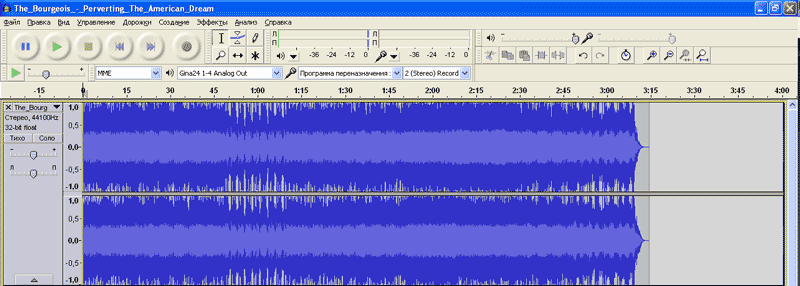 The_Bourgeois_-_Perverting_The_American_Dream
Файл Правка Вид Управление Дорожки Создание Эффекты Анализ Справка
Л
П
-36 -24 -12 0
Л
П
-36 -24 -12 0
- +
- +
- +
MME
Gina24 1-4 Analog Out
Программа переназначения :
2 (Stereo) Record
-15 0 15 30 45 1:00 1:15 1:30 1:45 2:00 2:15 2:30 2:45 3:00 3:15 3:30 3:45 4:00
The_Bourg
Стерео, 44100Hz
32-bit float
Тихо Соло
- +
Л П
1,0
0,5
0,0
-0,5
-1,0
1,0
0,5
0,0
-0,5
-1,0